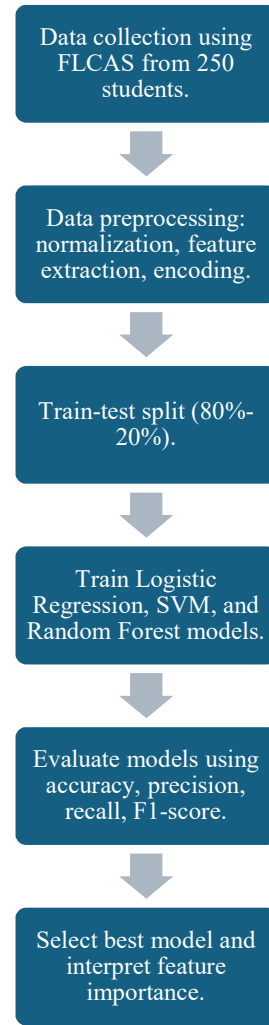 Data collection using
FLCAS from 250
students.
Data preprocessing:
normalization, feature
extraction, encoding.
Train-test split (80%-
20%).
Train Logistic
Regression, SVM, and
Random Forest models.
Evaluate models using
accuracy, precision,
recall, F1-score.
Select best model and
interpret feature
importance.